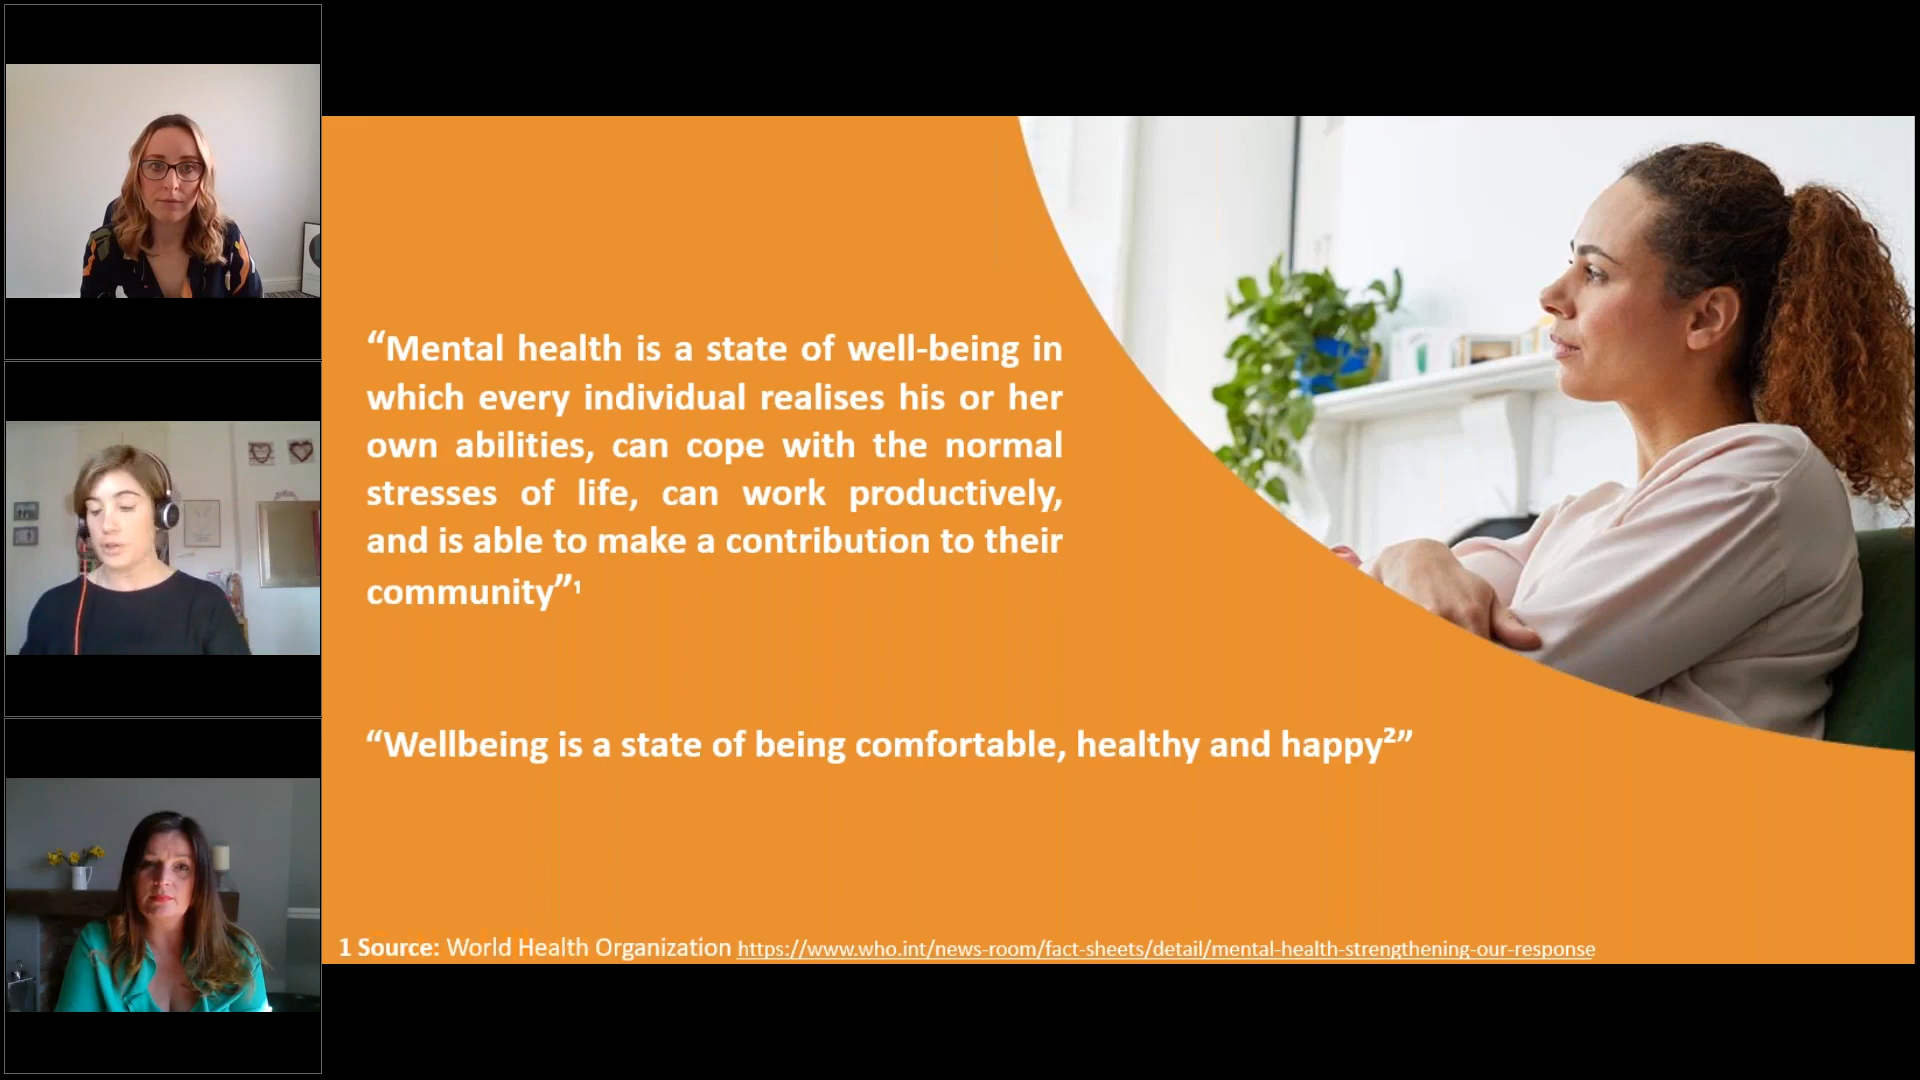 “Mental health is a state of well-being in
which every individual realises his or her
own abilities, can cope with the normal
stresses of life, can work productively,
and is able to make a contribution to their
community”¹
“Wellbeing is a state of being comfortable, healthy and happy²”
1 Source: World Health Organization https://www.who.int/news-room/fact-sheets/detail/mental-health-strengthening-our-response